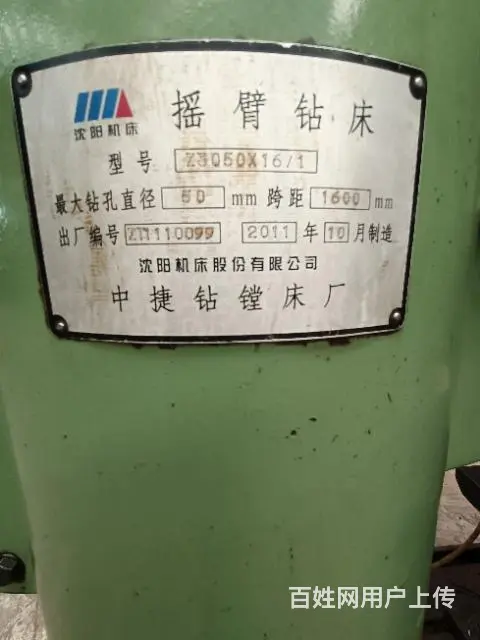 沈阳机床
摇臂钻床
型号 Z3050X16/1
最大钻孔直径 50 mm 跨距 1600 mm
出厂编号 ZT1110099 2011 年 10 月制造
沈阳机床股份有限公司
中捷钻镗床厂
百姓网用户上传